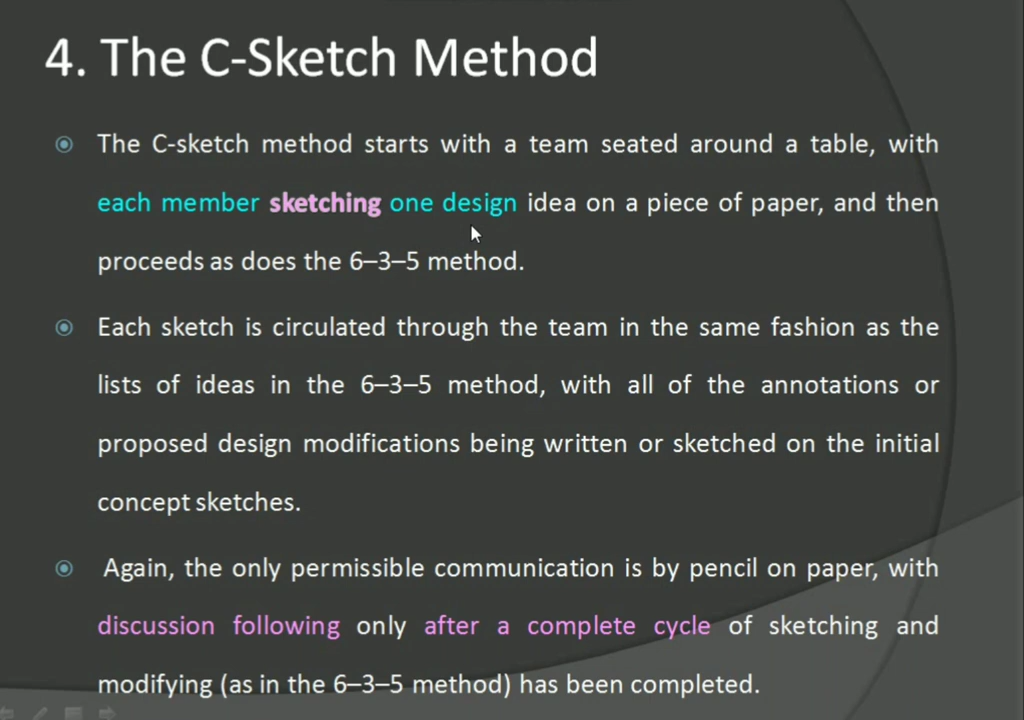 4. The C-Sketch Method
The C-sketch method starts with a team seated around a table, with
each member sketching one design idea on a piece of paper, and then
proceeds as does the 6–3–5 method.
Each sketch is circulated through the team in the same fashion as the
lists of ideas in the 6–3–5 method, with all of the annotations or
proposed design modifications being written or sketched on the initial
concept sketches.
Again, the only permissible communication is by pencil on paper, with
discussion following only after a complete cycle of sketching and
modifying (as in the 6–3–5 method) has been completed.